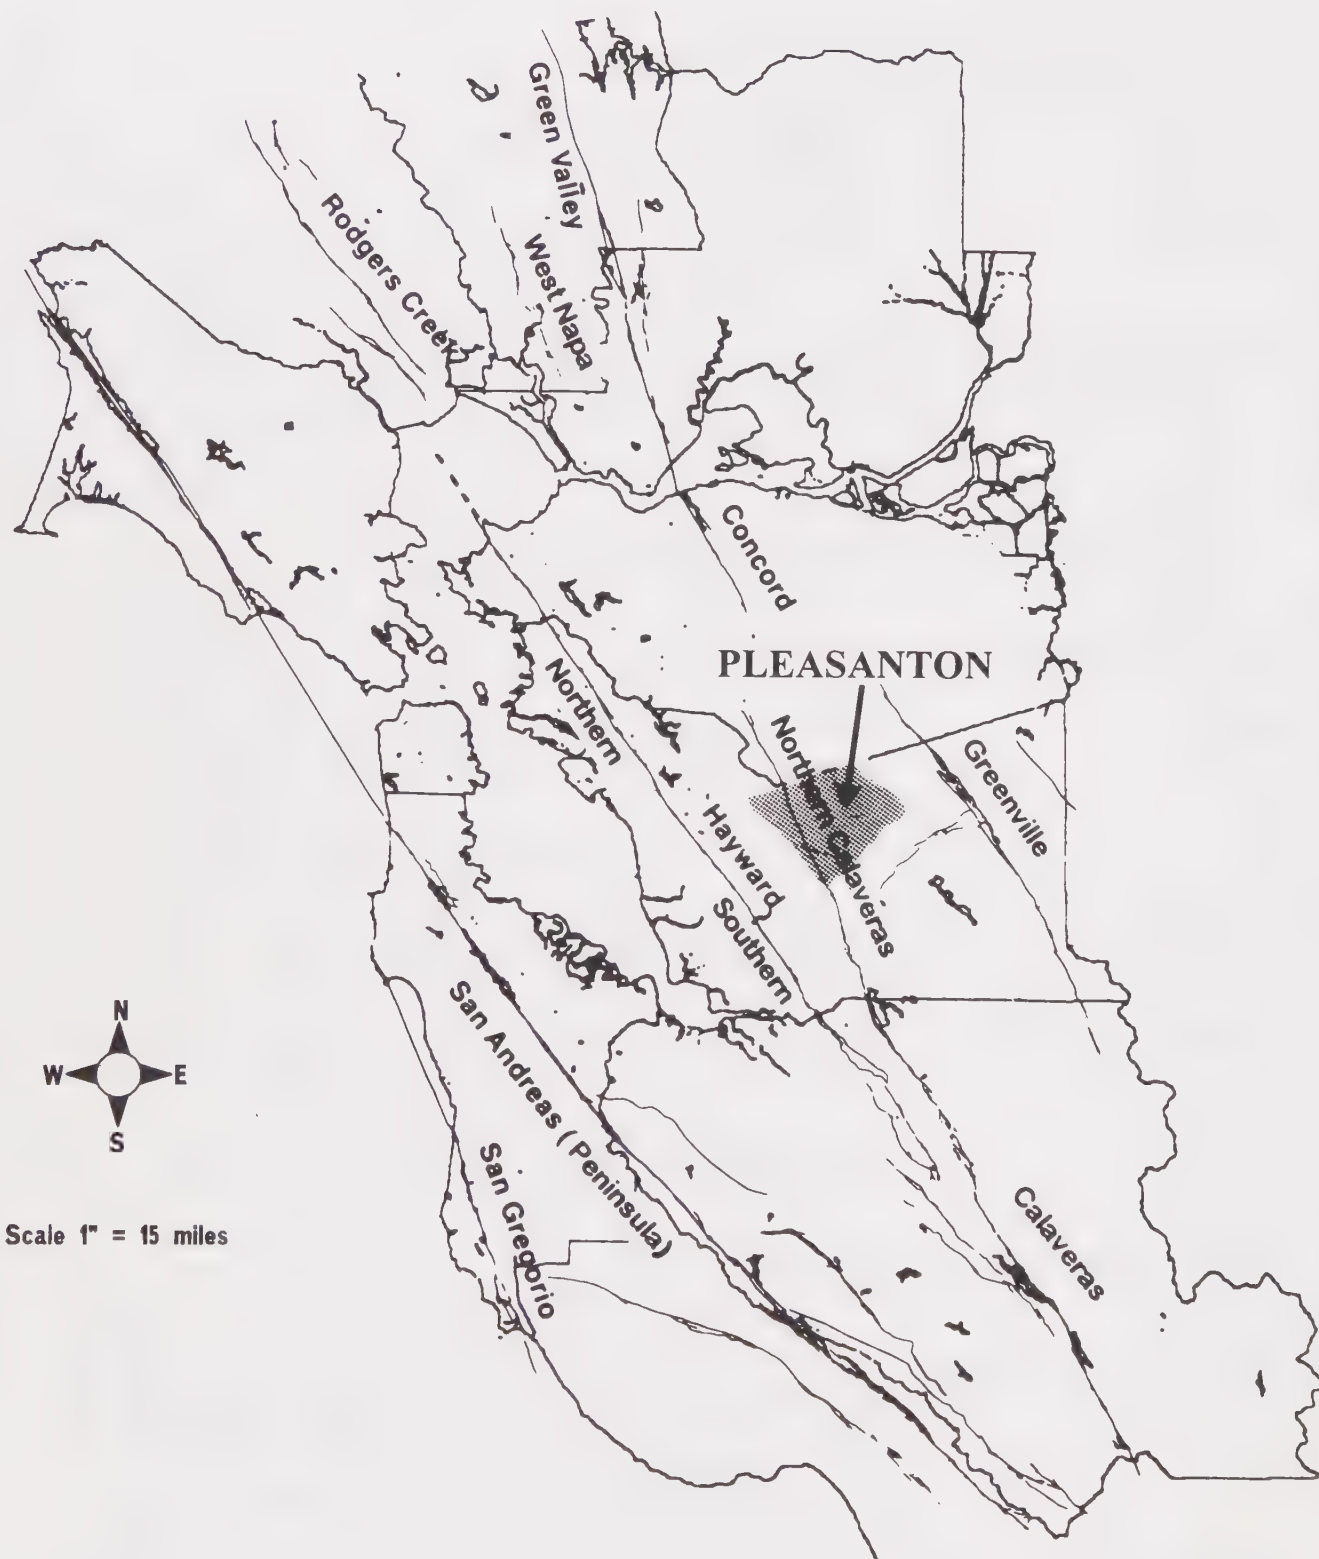 Green Valley
Rodgers Creek
West Napa
Concord
PLEASANTON
Northern
Northern Calaveras
Greenville
Hayward
Southern
San Andreas (Peninsula)
N
W E
S
San Gregorio
Calaveras
Scale 1" = 15 miles